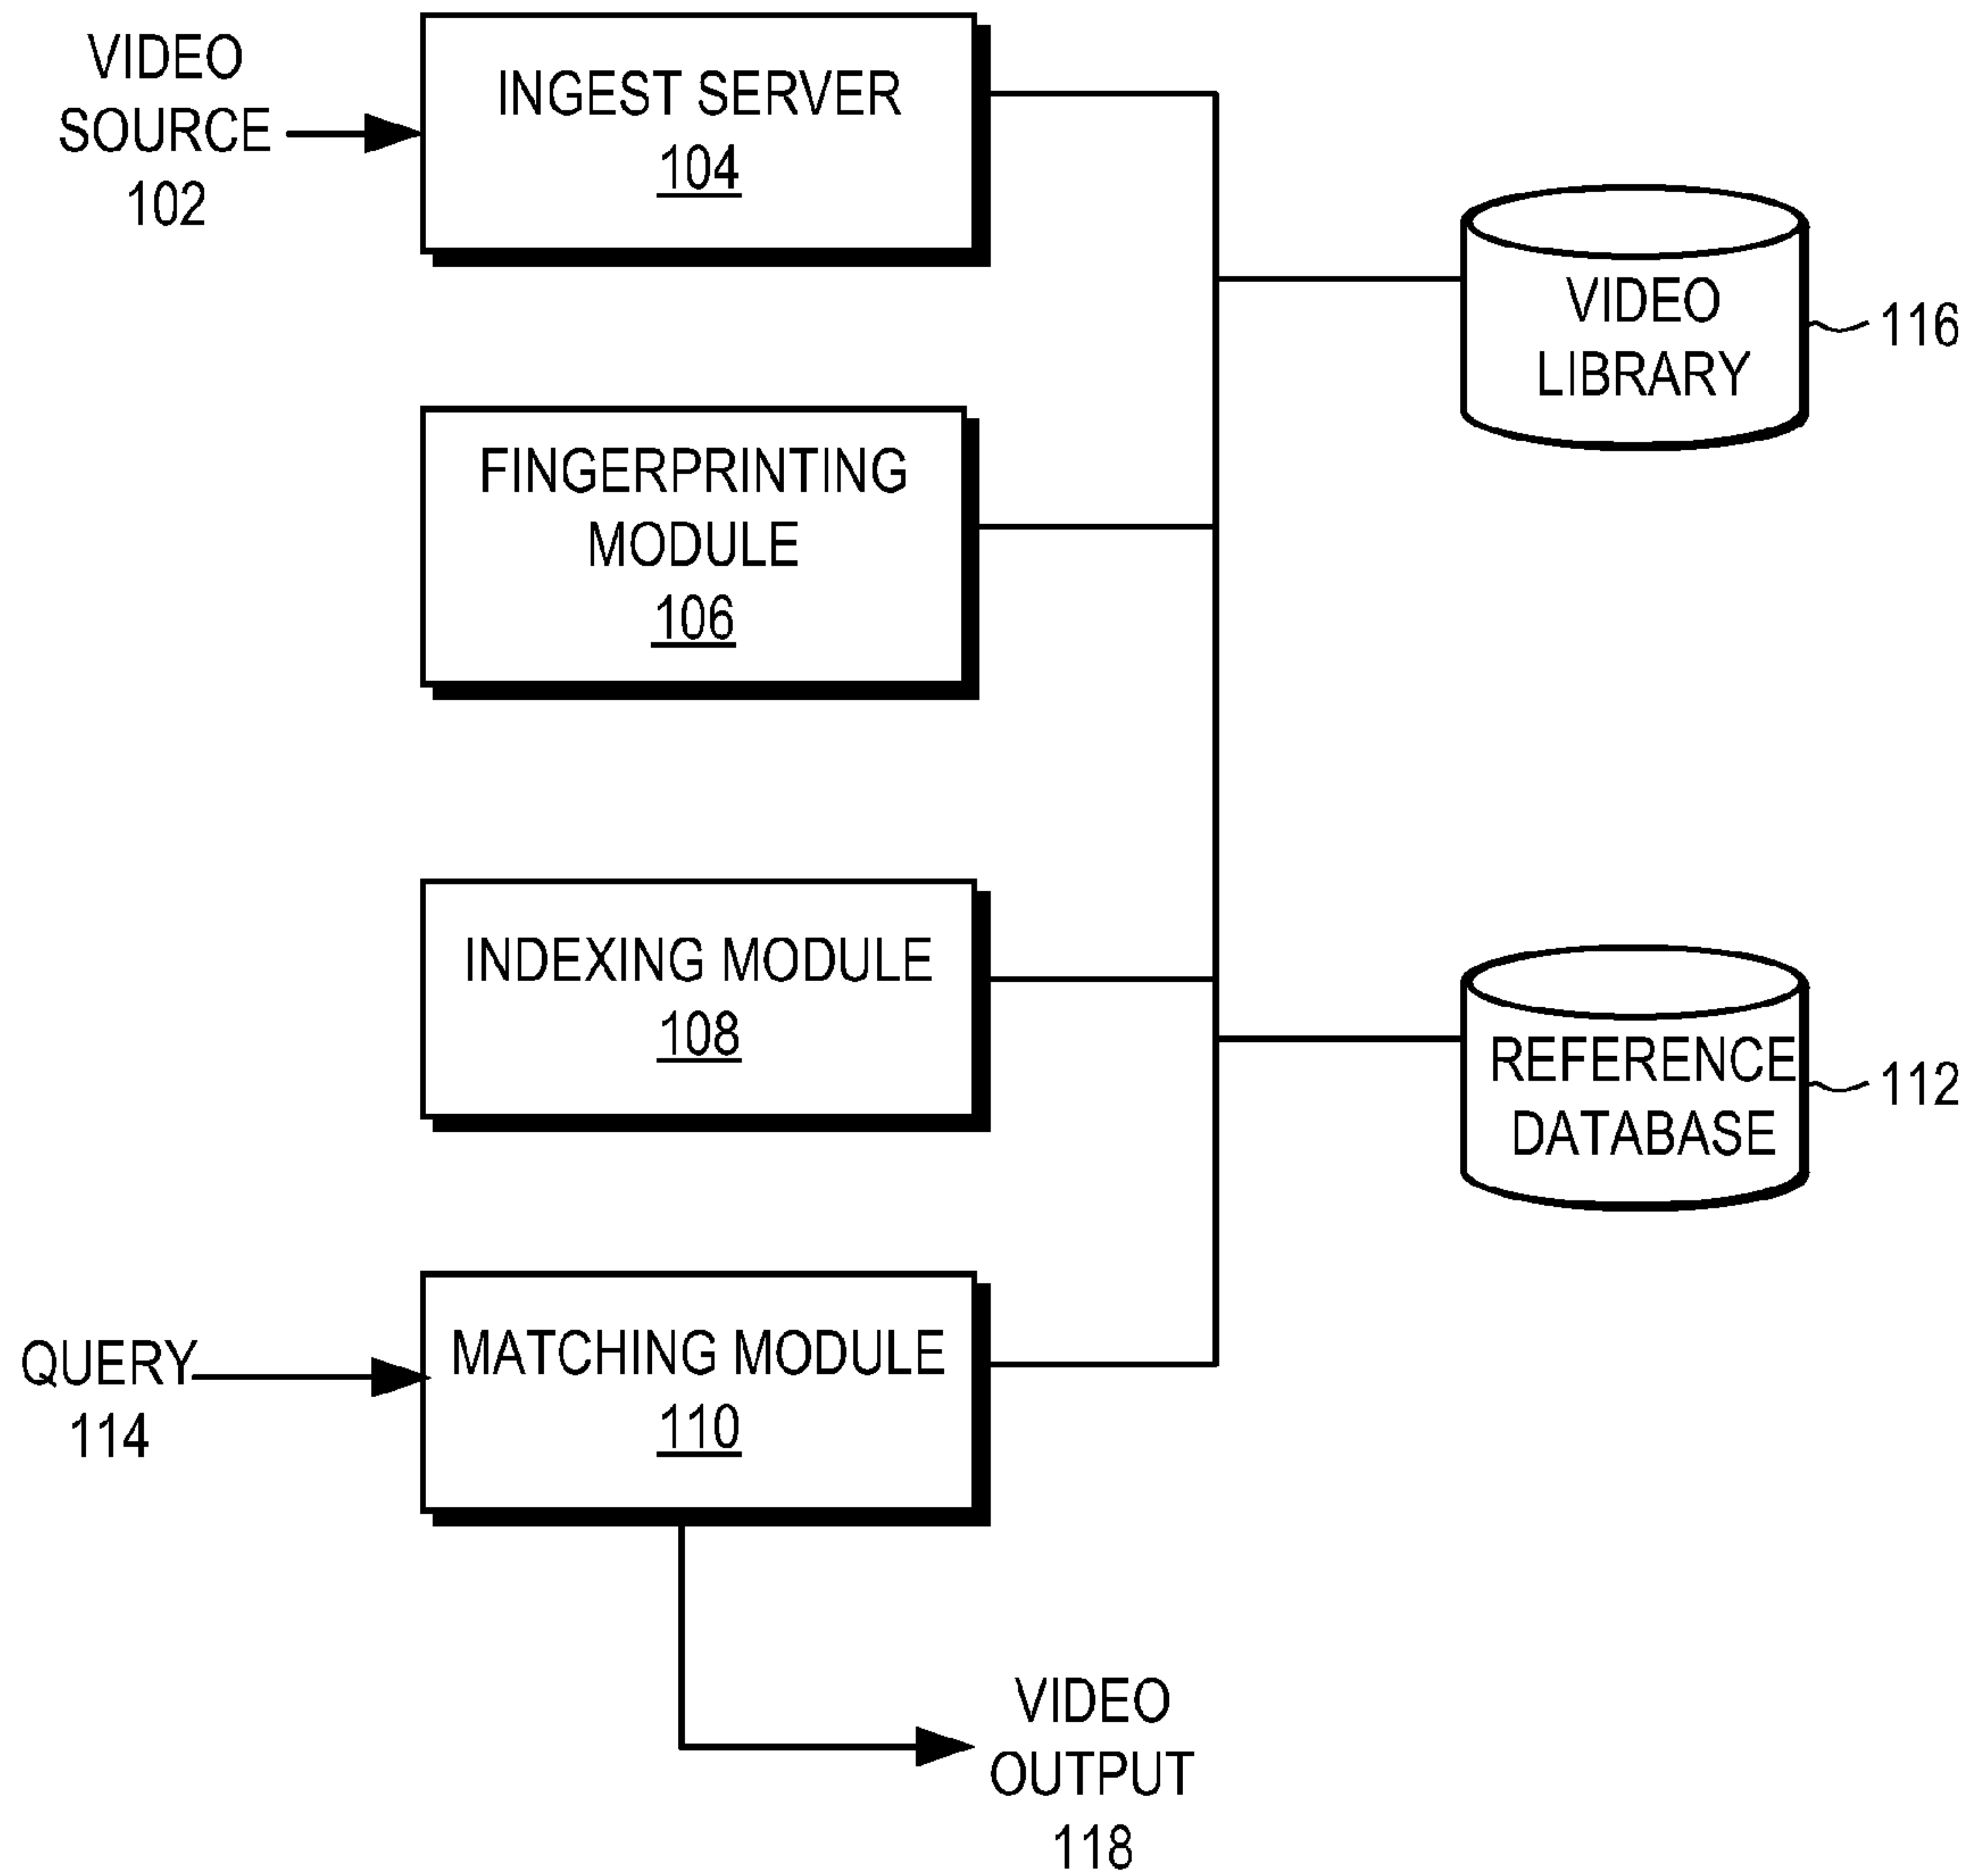 VIDEO
SOURCE
102
INGEST SERVER
104
VIDEO
LIBRARY
116
FINGERPRINTING
MODULE
106
INDEXING MODULE
108
REFERENCE
DATABASE
112
QUERY
114
MATCHING MODULE
110
VIDEO
OUTPUT
118